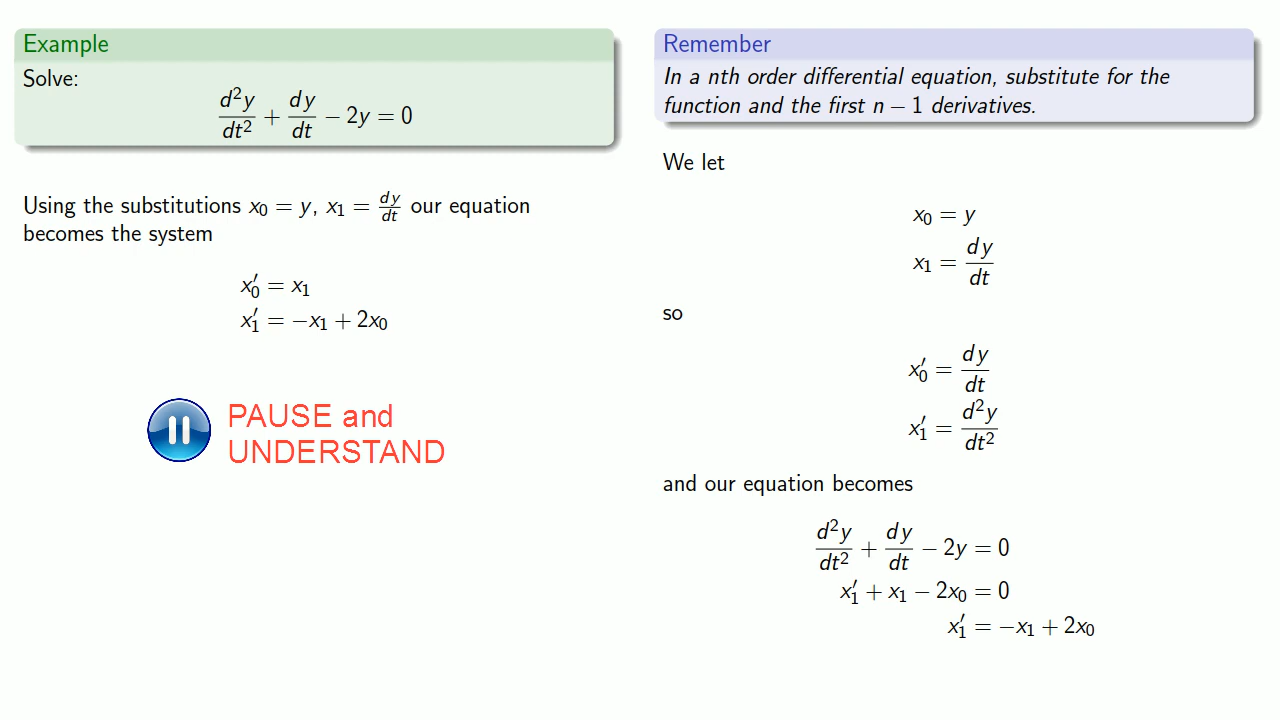 Example
Solve:
d²y/dt² + dy/dt − 2y = 0
Using the substitutions x₀ = y, x₁ = dy/dt our equation
becomes the system
x₀′ = x₁
x₁′ = −x₁ + 2x₀
PAUSE and
UNDERSTAND
Remember
In a nth order differential equation, substitute for the
function and the first n − 1 derivatives.
We let
x₀ = y
x₁ = dy/dt
so
x₀′ = dy/dt
x₁′ = d²y/dt²
and our equation becomes
d²y/dt² + dy/dt − 2y = 0
x₁′ + x₁ − 2x₀ = 0
x₁′ = −x₁ + 2x₀